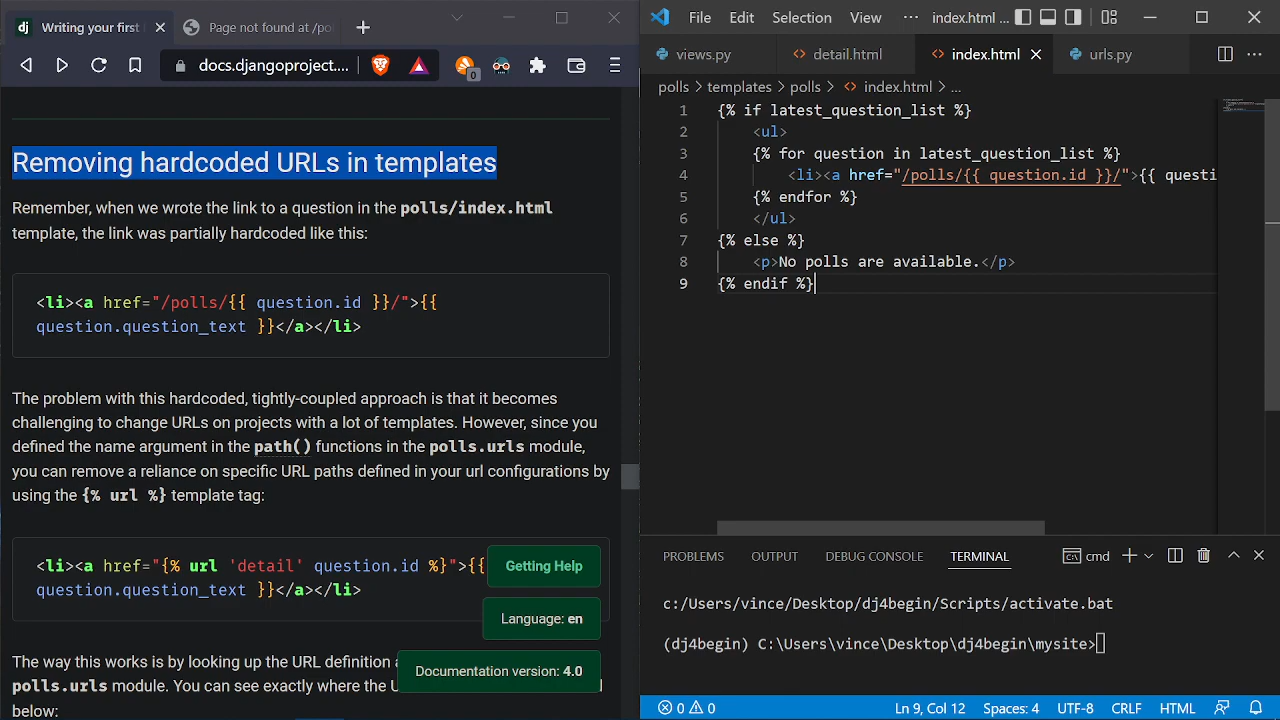 dj Writing your first
Page not found at /po
docs.djangoproject....
0
Removing hardcoded URLs in templates
Remember, when we wrote the link to a question in the polls/index.html
template, the link was partially hardcoded like this:
<li><a href="/polls/{{ question.id }}/">{{
question.question_text }}</a></li>
The problem with this hardcoded, tightly-coupled approach is that it becomes
challenging to change URLs on projects with a lot of templates. However, since you
defined the name argument in the path() functions in the polls.urls module,
you can remove a reliance on specific URL paths defined in your url configurations by
using the {% url %} template tag:
<li><a href="{% url 'detail' question.id %}">{{
question.question_text }}</a></li>
Getting Help
Language: en
The way this works is by looking up the URL definition
Documentation version: 4.0
polls.urls module. You can see exactly where the
below:
File Edit Selection View ··· index.html ...
views.py detail.html index.html urls.py
polls > templates > polls > index.html > ...
1 {% if latest_question_list %}
2 <ul>
3 {% for question in latest_question_list %}
4 <li><a href="/polls/{{ question.id }}/">{{ questi
5 {% endfor %}
6 </ul>
7 {% else %}
8 <p>No polls are available.</p>
9 {% endif %}
PROBLEMS OUTPUT DEBUG CONSOLE TERMINAL cmd
c:/Users/vince/Desktop/dj4begin/Scripts/activate.bat
(dj4begin) C:\Users\vince\Desktop\dj4begin\mysite>
0 0 Ln 9, Col 12 Spaces: 4 UTF-8 CRLF HTML